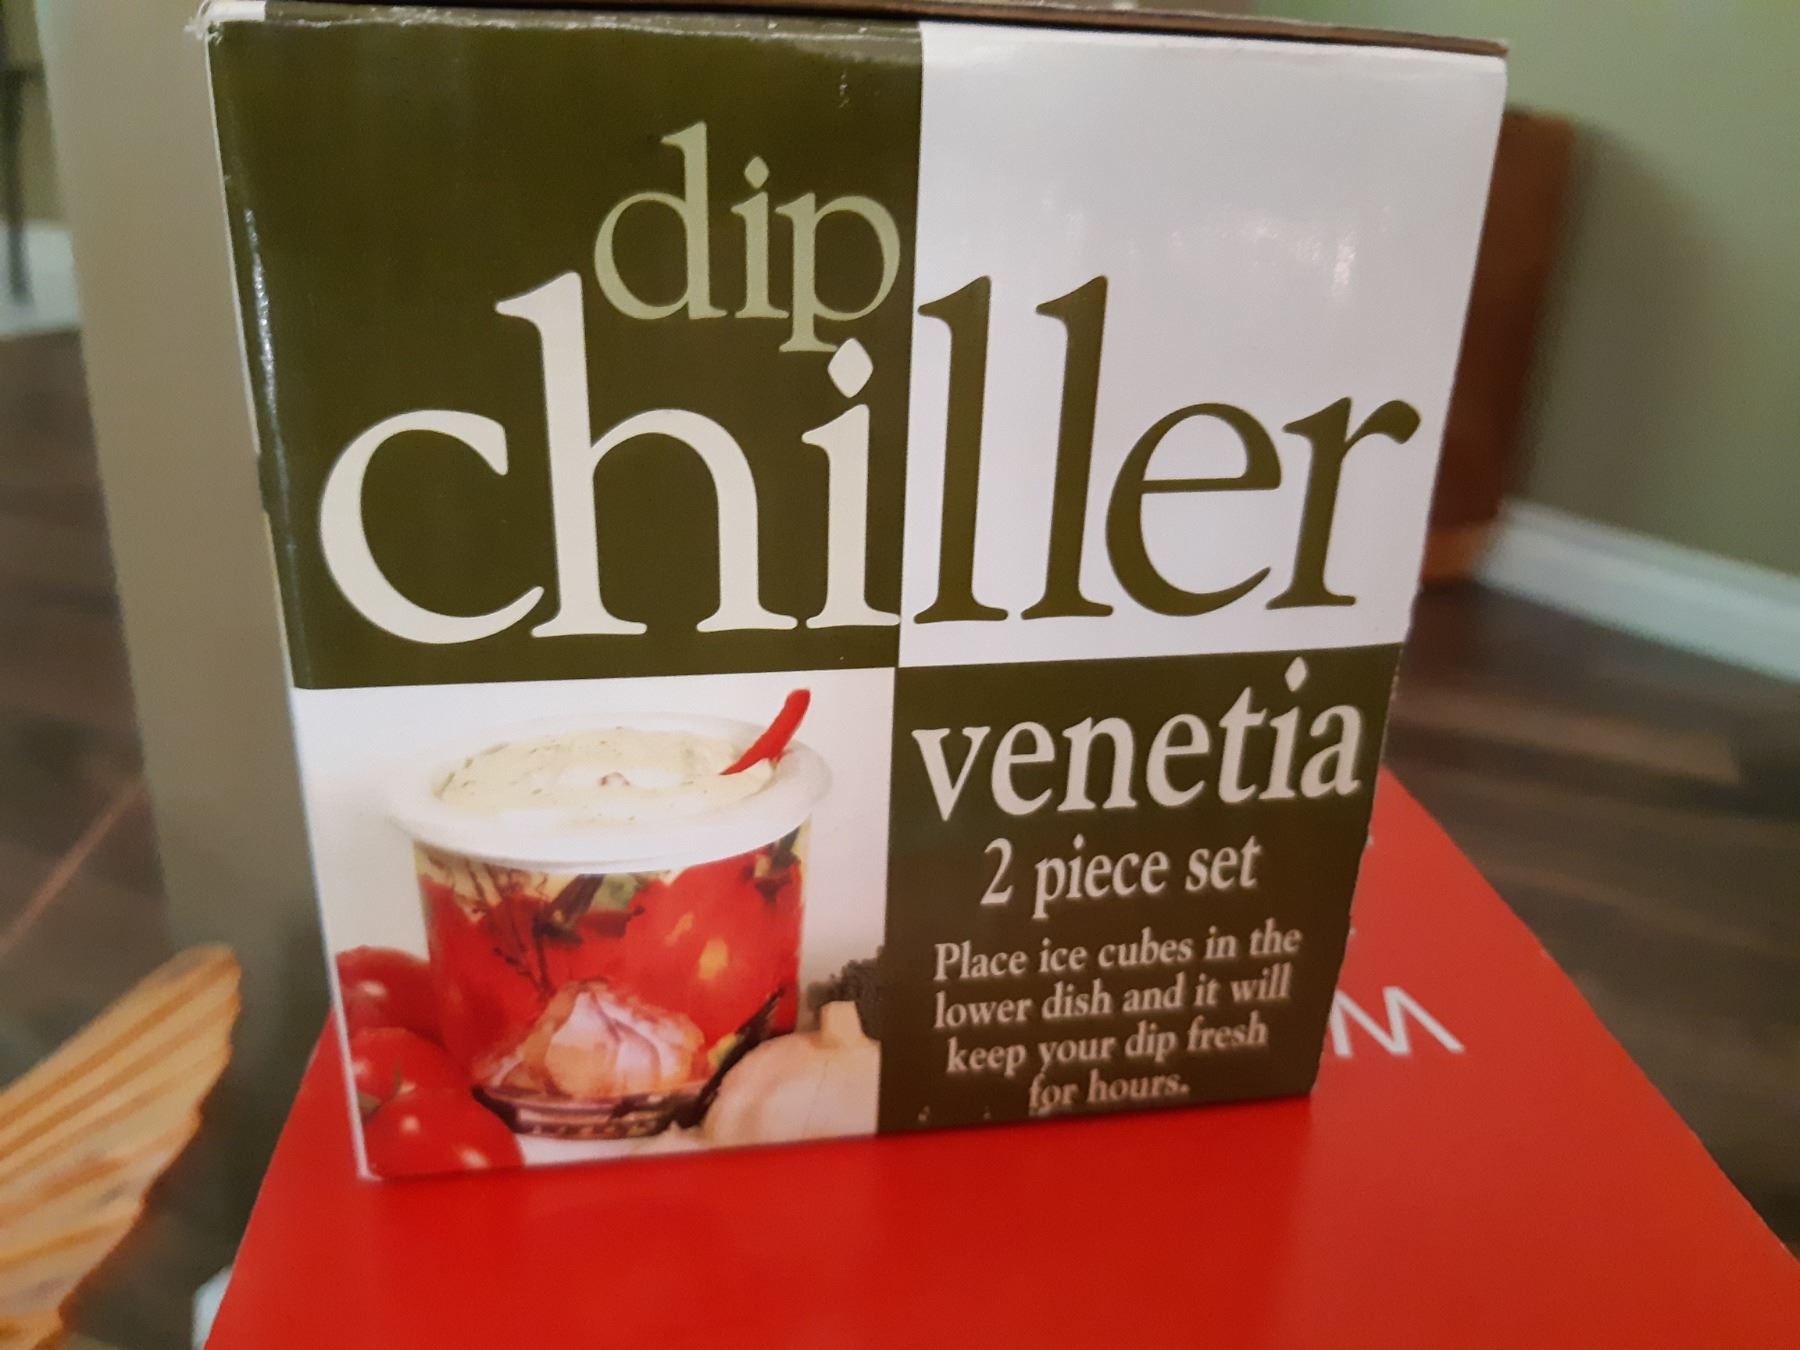 dip
chiller
venetia
2 piece set
Place ice cubes in the
lower dish and it will
keep your dip fresh
for hours.